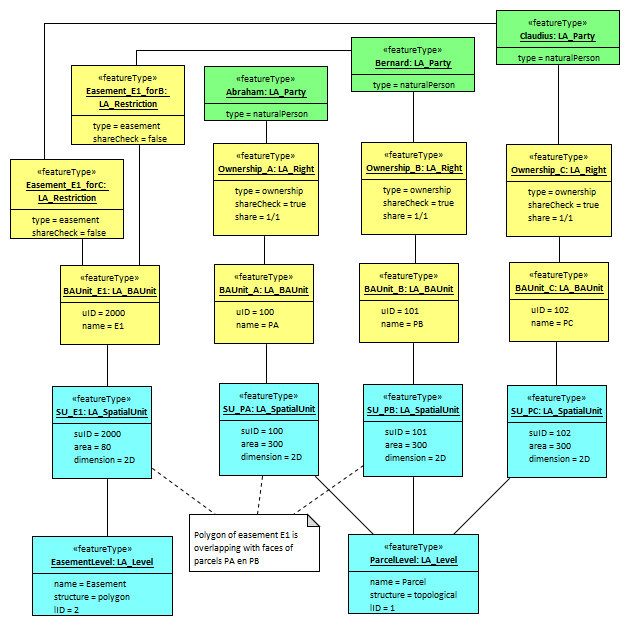 «featureType»
Claudius: LA_Party
type = naturalPerson
«featureType»
Bernard: LA_Party
type = naturalPerson
«featureType»
Easement_E1_forB:
LA_Restriction
type = easement
shareCheck = false
«featureType»
Abraham: LA_Party
type = naturalPerson
«featureType»
Easement_E1_forC:
LA_Restriction
type = easement
shareCheck = false
«featureType»
Ownership_A: LA_Right
type = ownership
shareCheck = true
share = 1/1
«featureType»
Ownership_B: LA_Right
type = ownership
shareCheck = true
share = 1/1
«featureType»
Ownership_C: LA_Right
type = ownership
shareCheck = true
share = 1/1
«featureType»
BAUnit_E1: LA_BAUnit
uID = 2000
name = E1
«featureType»
BAUnit_A: LA_BAUnit
uID = 100
name = PA
«featureType»
BAUnit_B: LA_BAUnit
uID = 101
name = PB
«featureType»
BAUnit_C: LA_BAUnit
uID = 102
name = PC
«featureType»
SU_E1: LA_SpatialUnit
suID = 2000
area = 80
dimension = 2D
«featureType»
SU_PA: LA_SpatialUnit
suID = 100
area = 300
dimension = 2D
«featureType»
SU_PB: LA_SpatialUnit
suID = 101
area = 300
dimension = 2D
«featureType»
SU_PC: LA_SpatialUnit
suID = 102
area = 300
dimension = 2D
«featureType»
EasementLevel: LA_Level
name = Easement
structure = polygon
lID = 2
Polygon of easement E1 is
overlapping with faces of
parcels PA en PB
«featureType»
ParcelLevel: LA_Level
name = Parcel
structure = topological
lID = 1